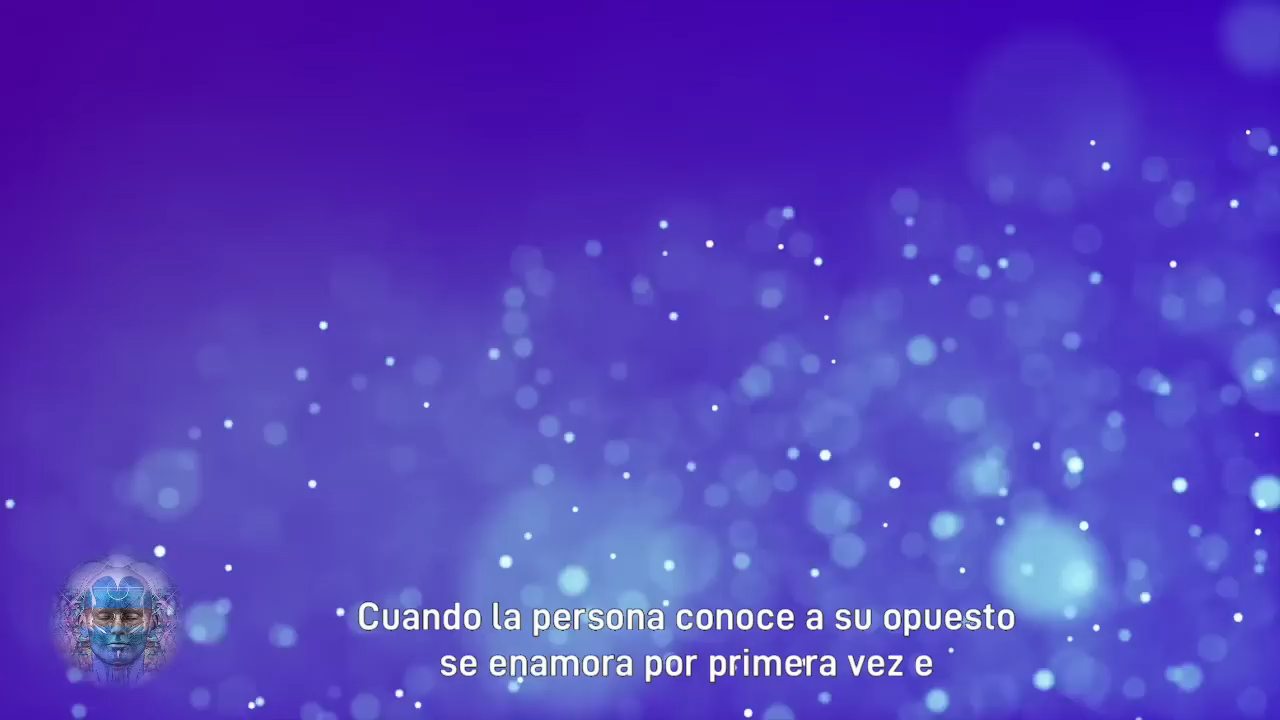 Cuando la persona conoce a su opuesto
se enamora por primera vez e